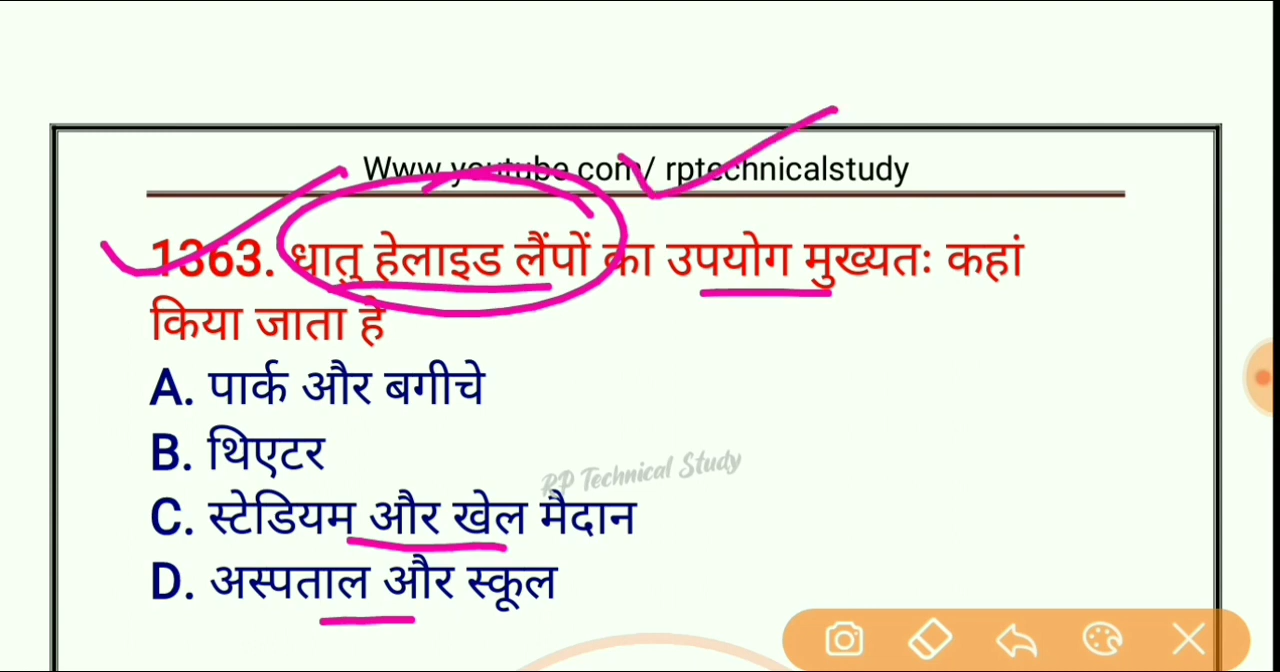 Www.youtube.com/ rptechnicalstudy
1363. धातु हेलाइड लैंपों का उपयोग मुख्यतः कहां
किया जाता है
A. पार्क और बगीचे
B. थिएटर
RP Technical Study
C. स्टेडियम और खेल मैदान
D. अस्पताल और स्कूल